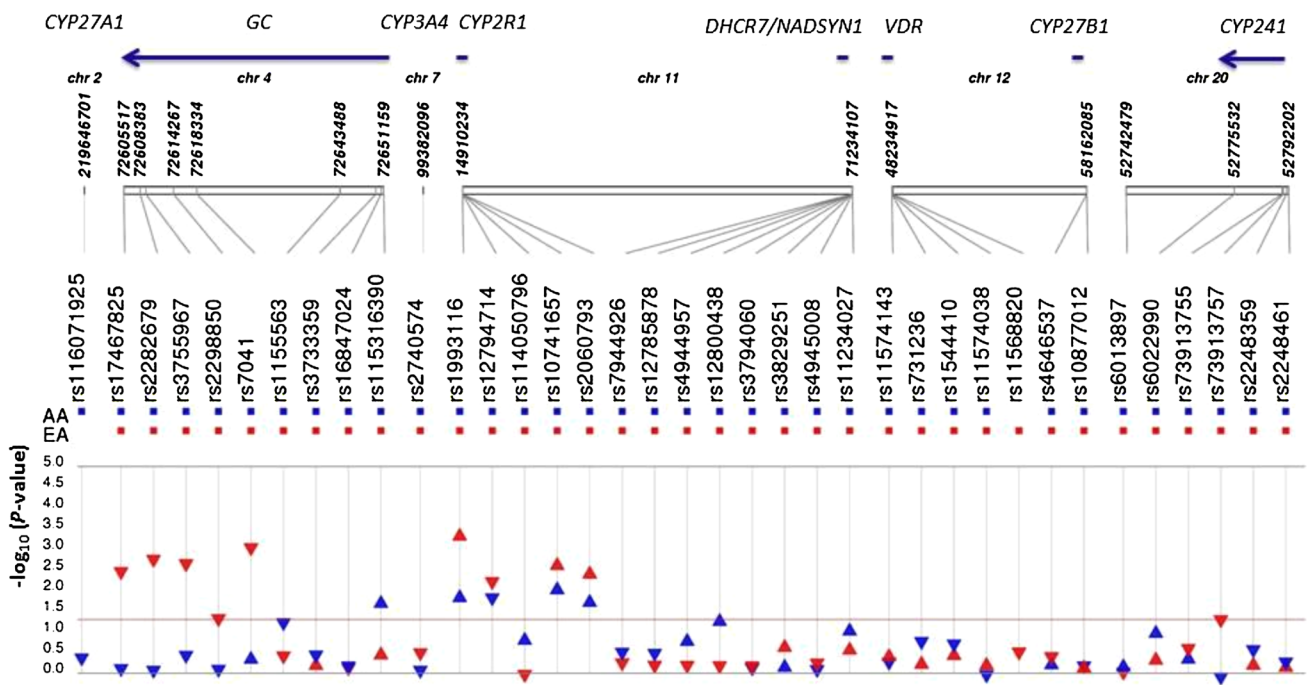 CYP27A1 GC CYP3A4 CYP2R1 DHCR7/NADSYN1 VDR CYP27B1 CYP241
chr 2 chr 4 chr 7 chr 11 chr 12 chr 20
219646701 72605517 72608383 72614267 72618334 72643488 72651159 99382096 14910234 71234107 48234917 58162085 52742479 52775532 52792202
rs116071925 rs17467825 rs2282679 rs3755967 rs2298850 rs7041 rs1155563 rs3733359 rs16847024 rs115316390 rs2740574 rs1993116 rs12794714 rs114050796 rs10741657 rs2060793 rs7944926 rs12785878 rs4944957 rs12800438 rs3794060 rs3829251 rs4945008 rs11234027 rs11574143 rs731236 rs1544410 rs11574038 rs11568820 rs4646537 rs10877012 rs6013897 rs6022990 rs73913755 rs73913757 rs2248359 rs2248461
AA
EA
-log10 (P-value)
5.0
4.5
4.0
3.5
3.0
2.5
2.0
1.5
1.0
0.5
0.0